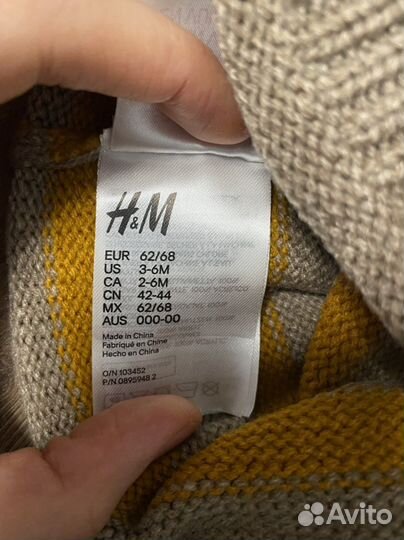 H&M
EUR 62/68
US 3-6M
CA 2-6M
CN 42-44
MX 62/68
AUS 000-00
Made in China
Fabriqué en Chine
Hecho en China
O/N 103452
P/N 0895948 2
Avito